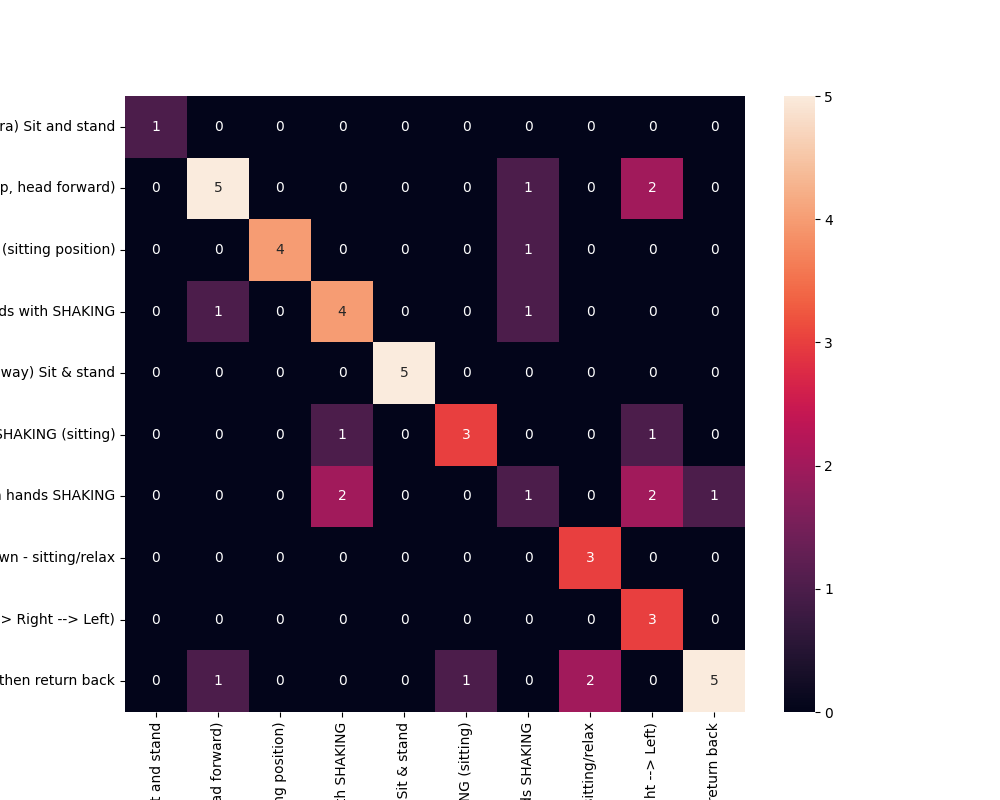 ra) Sit and stand 1 0 0 0 0 0 0 0 0 0
p, head forward) 0 5 0 0 0 0 1 0 2 0
(sitting position) 0 0 4 0 0 0 1 0 0 0
ds with SHAKING 0 1 0 4 0 0 1 0 0 0
way) Sit & stand 0 0 0 0 5 0 0 0 0 0
SHAKING (sitting) 0 0 0 1 0 3 0 0 1 0
hands SHAKING 0 0 0 2 0 0 1 0 2 1
wn - sitting/relax 0 0 0 0 0 0 0 3 0 0
> Right --> Left) 0 0 0 0 0 0 0 0 3 0
then return back 0 1 0 0 0 1 0 2 0 5
t and stand
ad forward)
ng position)
th SHAKING
Sit & stand
NG (sitting)
ds SHAKING
sitting/relax
ht --> Left)
return back
5
4
3
2
1
0